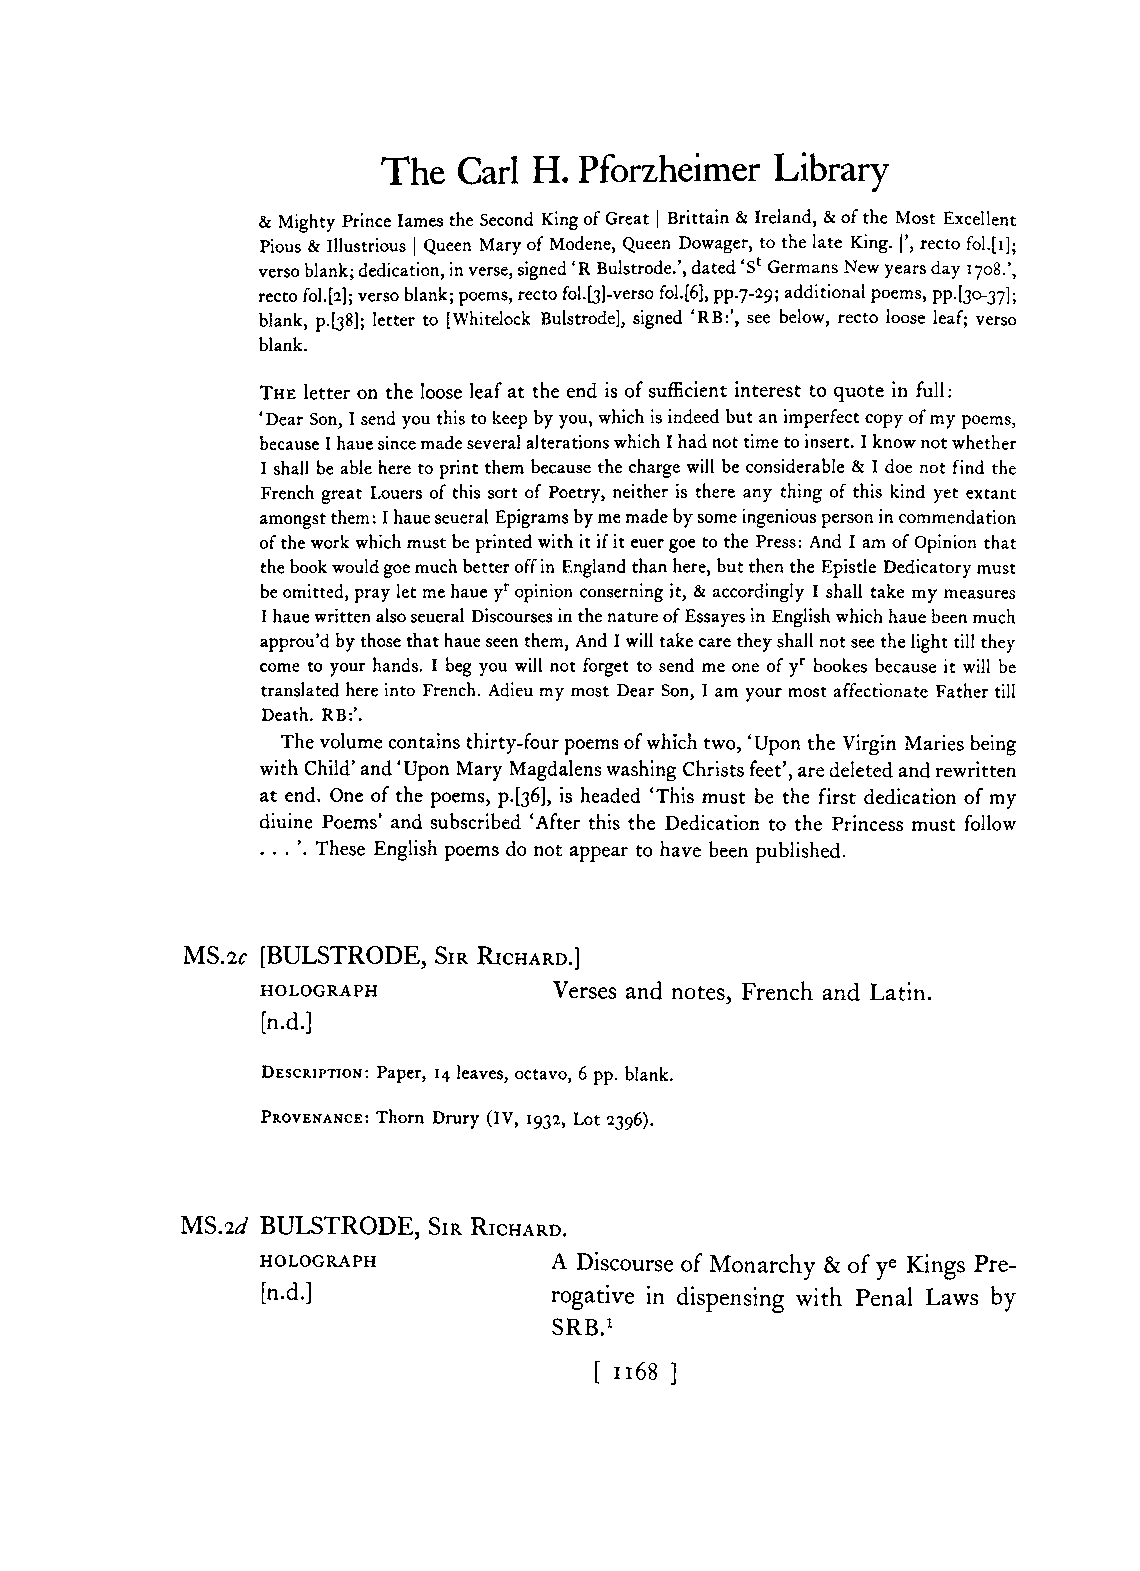 The Carl H. Pforzheimer Library
& Mighty Prince Iames the Second King of Great | Brittain & Ireland, & of the Most Excellent
Pious & Illustrious | Queen Mary of Modene, Queen Dowager, to the late King. |’, recto fol.[1];
verso blank; dedication, in verse, signed ‘R Bulstrode.’, dated ‘Sᵗ Germans New years day 1708.’,
recto fol.[2]; verso blank; poems, recto fol.[3]-verso fol.[6], pp.7-29; additional poems, pp.[30-37];
blank, p.[38]; letter to [Whitelock Bulstrode], signed ‘RB:’, see below, recto loose leaf; verso
blank.
THE letter on the loose leaf at the end is of sufficient interest to quote in full:
‘Dear Son, I send you this to keep by you, which is indeed but an imperfect copy of my poems,
because I haue since made several alterations which I had not time to insert. I know not whether
I shall be able here to print them because the charge will be considerable & I doe not find the
French great Louers of this sort of Poetry, neither is there any thing of this kind yet extant
amongst them: I haue seueral Epigrams by me made by some ingenious person in commendation
of the work which must be printed with it if it euer goe to the Press: And I am of Opinion that
the book would goe much better off in England than here, but then the Epistle Dedicatory must
be omitted, pray let me haue yʳ opinion conserning it, & accordingly I shall take my measures
I haue written also seueral Discourses in the nature of Essayes in English which haue been much
approu’d by those that haue seen them, And I will take care they shall not see the light till they
come to your hands. I beg you will not forget to send me one of yʳ bookes because it will be
translated here into French. Adieu my most Dear Son, I am your most affectionate Father till
Death. RB:’.
The volume contains thirty-four poems of which two, ‘Upon the Virgin Maries being
with Child’ and ‘Upon Mary Magdalens washing Christs feet’, are deleted and rewritten
at end. One of the poems, p.[36], is headed ‘This must be the first dedication of my
diuine Poems’ and subscribed ‘After this the Dedication to the Princess must follow
. . . ’. These English poems do not appear to have been published.
MS.2c [BULSTRODE, SIR RICHARD.]
HOLOGRAPH Verses and notes, French and Latin.
[n.d.]
DESCRIPTION: Paper, 14 leaves, octavo, 6 pp. blank.
PROVENANCE: Thorn Drury (IV, 1932, Lot 2396).
MS.2d BULSTRODE, SIR RICHARD.
HOLOGRAPH A Discourse of Monarchy & of yᵉ Kings Pre-
[n.d.] rogative in dispensing with Penal Laws by
SRB.¹
[ 1168 ]